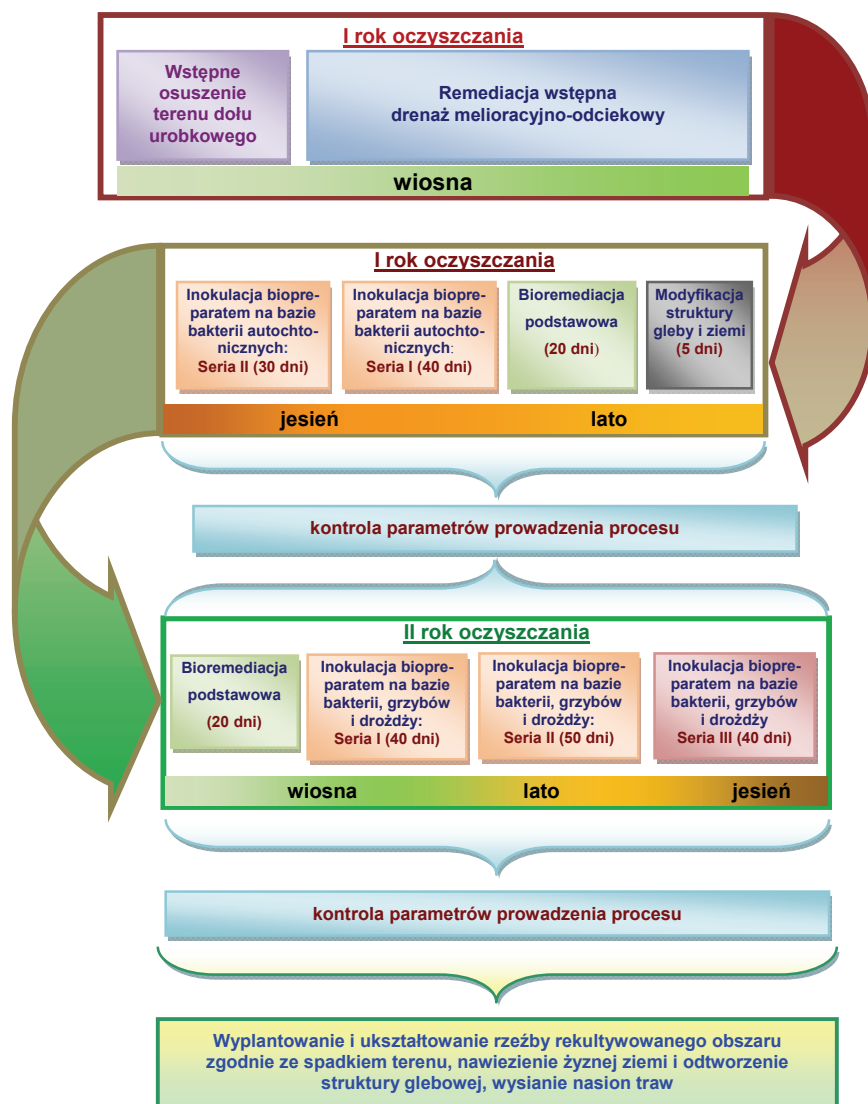 I rok oczyszczania
Wstępne
osuszenie
terenu dołu
urobkowego
Remediacja wstępna
drenaż melioracyjno-odciekowy
wiosna
I rok oczyszczania
Inokulacja biopre-
paratem na bazie
bakterii autochto-
nicznych:
Seria II (30 dni)
Inokulacja biopre-
paratem na bazie
bakterii autochto-
nicznych:
Seria I (40 dni)
Bioremediacja
podstawowa
(20 dni)
Modyfikacja
struktury
gleby i ziemi
(5 dni)
jesień
lato
kontrola parametrów prowadzenia procesu
II rok oczyszczania
Bioremediacja
podstawowa
(20 dni)
Inokulacja biopre-
paratem na bazie
bakterii, grzybów
i drożdży:
Seria I (40 dni)
Inokulacja biopre-
paratem na bazie
bakterii, grzybów
i drożdży:
Seria II (50 dni)
Inokulacja biopre-
paratem na bazie
bakterii, grzybów
i drożdży
Seria III (40 dni)
wiosna
lato
jesień
kontrola parametrów prowadzenia procesu
Wyplantowanie i ukształtowanie rzeźby rekultywowanego obszaru
zgodnie ze spadkiem terenu, nawiezienie żyznej ziemi i odtworzenie
struktury glebowej, wysianie nasion traw